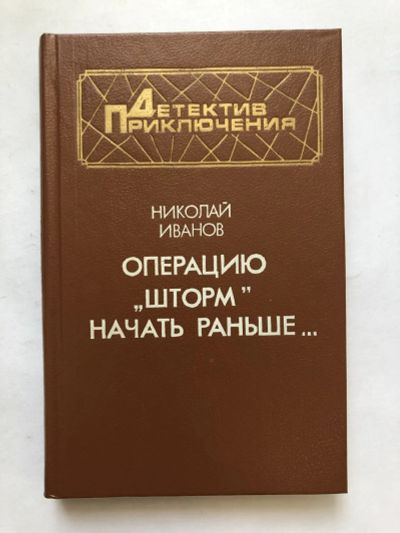 ДЕТЕКТИВ
ПРИКЛЮЧЕНИЯ
НИКОЛАЙ
ИВАНОВ
ОПЕРАЦИЮ
„ШТОРМ”
НАЧАТЬ РАНЬШЕ...